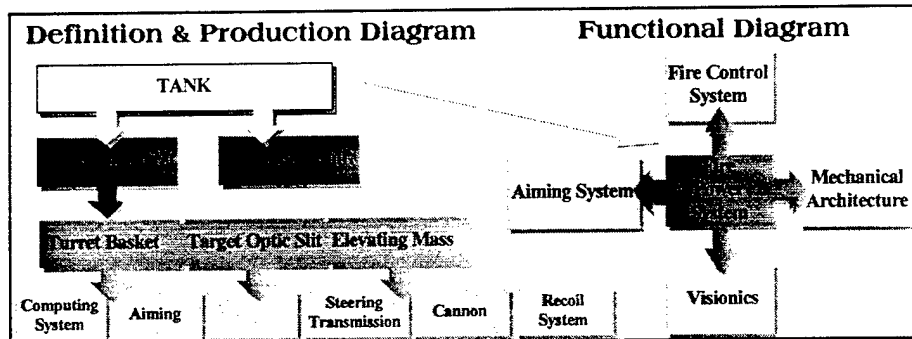 Definition & Production Diagram
Functional Diagram
TANK
Fire Control
System
Aiming System
System
Mechanical
Architecture
Turret Basket
Target Optic Slit
Elevating Mass
Computing
System
Aiming
Steering
Transmission
Cannon
Recoil
System
Visionics